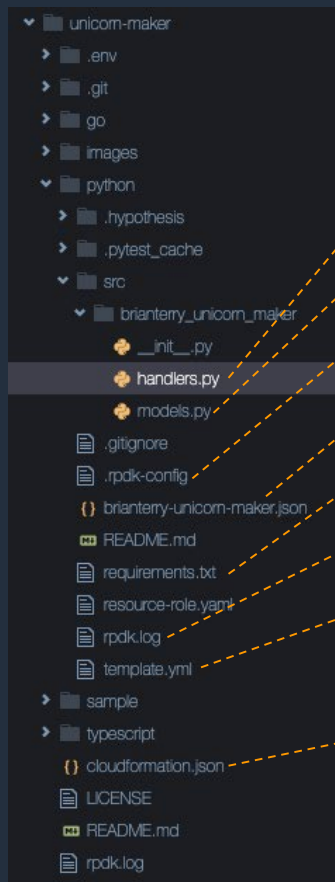 unicorn-maker
.env
.git
go
images
python
.hypothesis
.pytest_cache
src
brianterry_unicorn_maker
__init__.py
handlers.py
models.py
.gitignore
.rpdk-config
{} brianterry-unicorn-maker.json
README.md
requirements.txt
resource-role.yaml
rpdk.log
template.yml
sample
typescript
{} cloudformation.json
LICENSE
README.md
rpdk.log